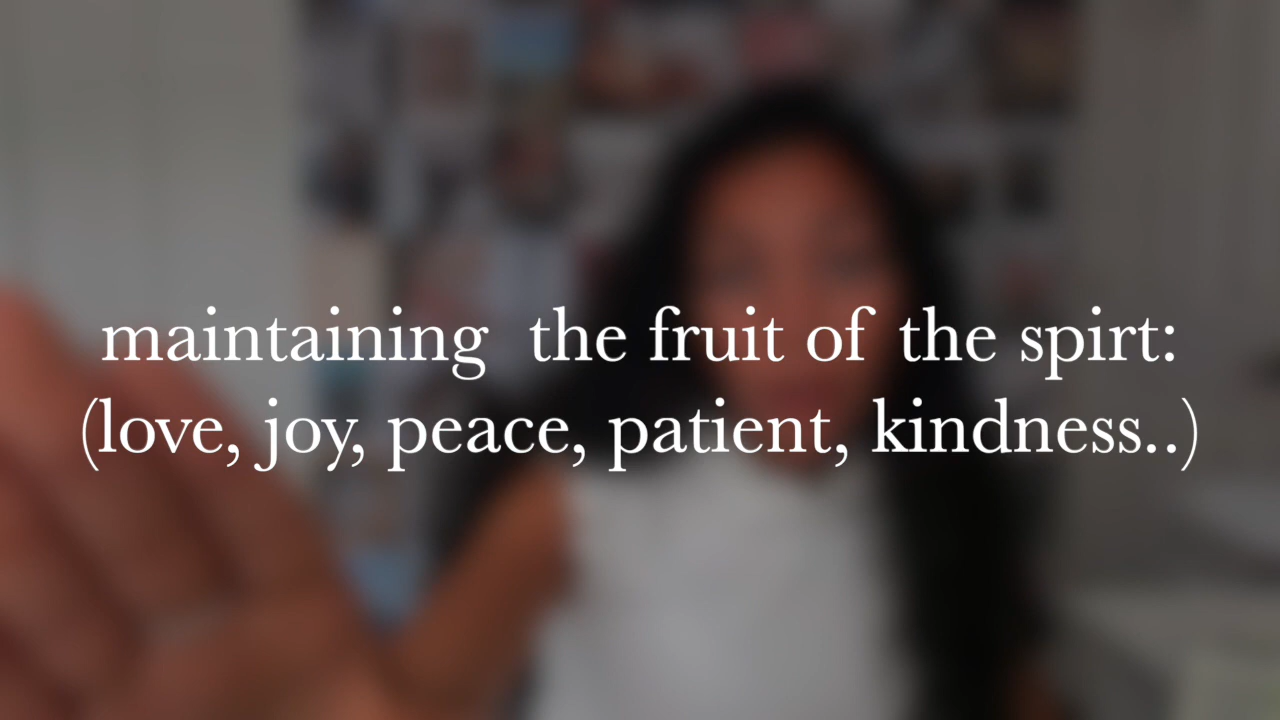 maintaining the fruit of the spirt:
(love, joy, peace, patient, kindness..)